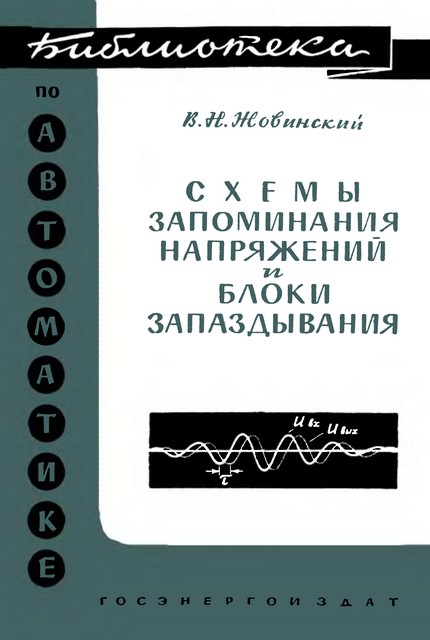 Библиотека
по
АВТОМАТИКЕ
В. Н. Жовинский
СХЕМЫ
ЗАПОМИНАНИЯ
НАПРЯЖЕНИЙ
и
БЛОКИ
ЗАПАЗДЫВАНИЯ
U вх
U вых
τ
ГОСЭНЕРГОИЗДАТ